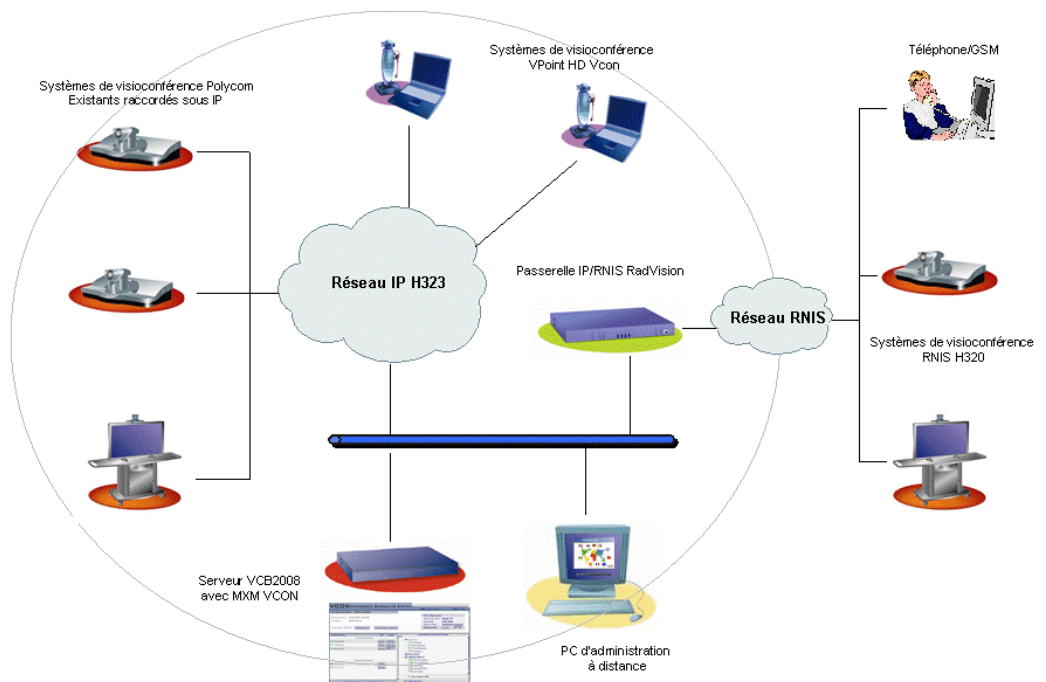 Systèmes de visioconférence
VPoint HD Vcon
Téléphone/GSM
Systèmes de visioconférence Polycom
Existants raccordés sous IP
Réseau IP H323
Passerelle IP/RNIS RadVision
Réseau RNIS
Systèmes de visioconférence
RNIS H320
Serveur VCB2008
avec MXM VCON
VCON
PC d'administration
à distance